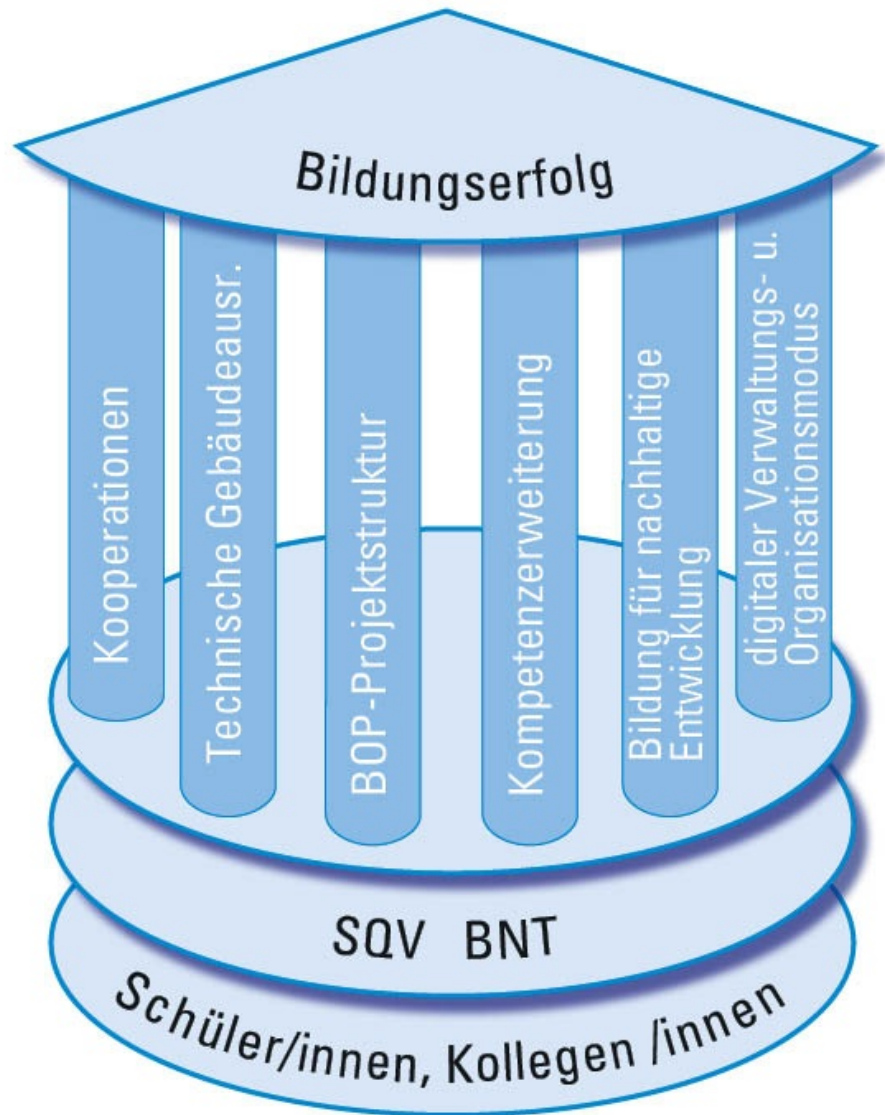 Bildungserfolg
Kooperationen
Technische Gebäudeausr.
BOP-Projektstruktur
Kompetenzerweiterung
Bildung für nachhaltige
Entwicklung
digitaler Verwaltungs- u.
Organisationsmodus
SQV BNT
Schüler/innen, Kollegen /innen